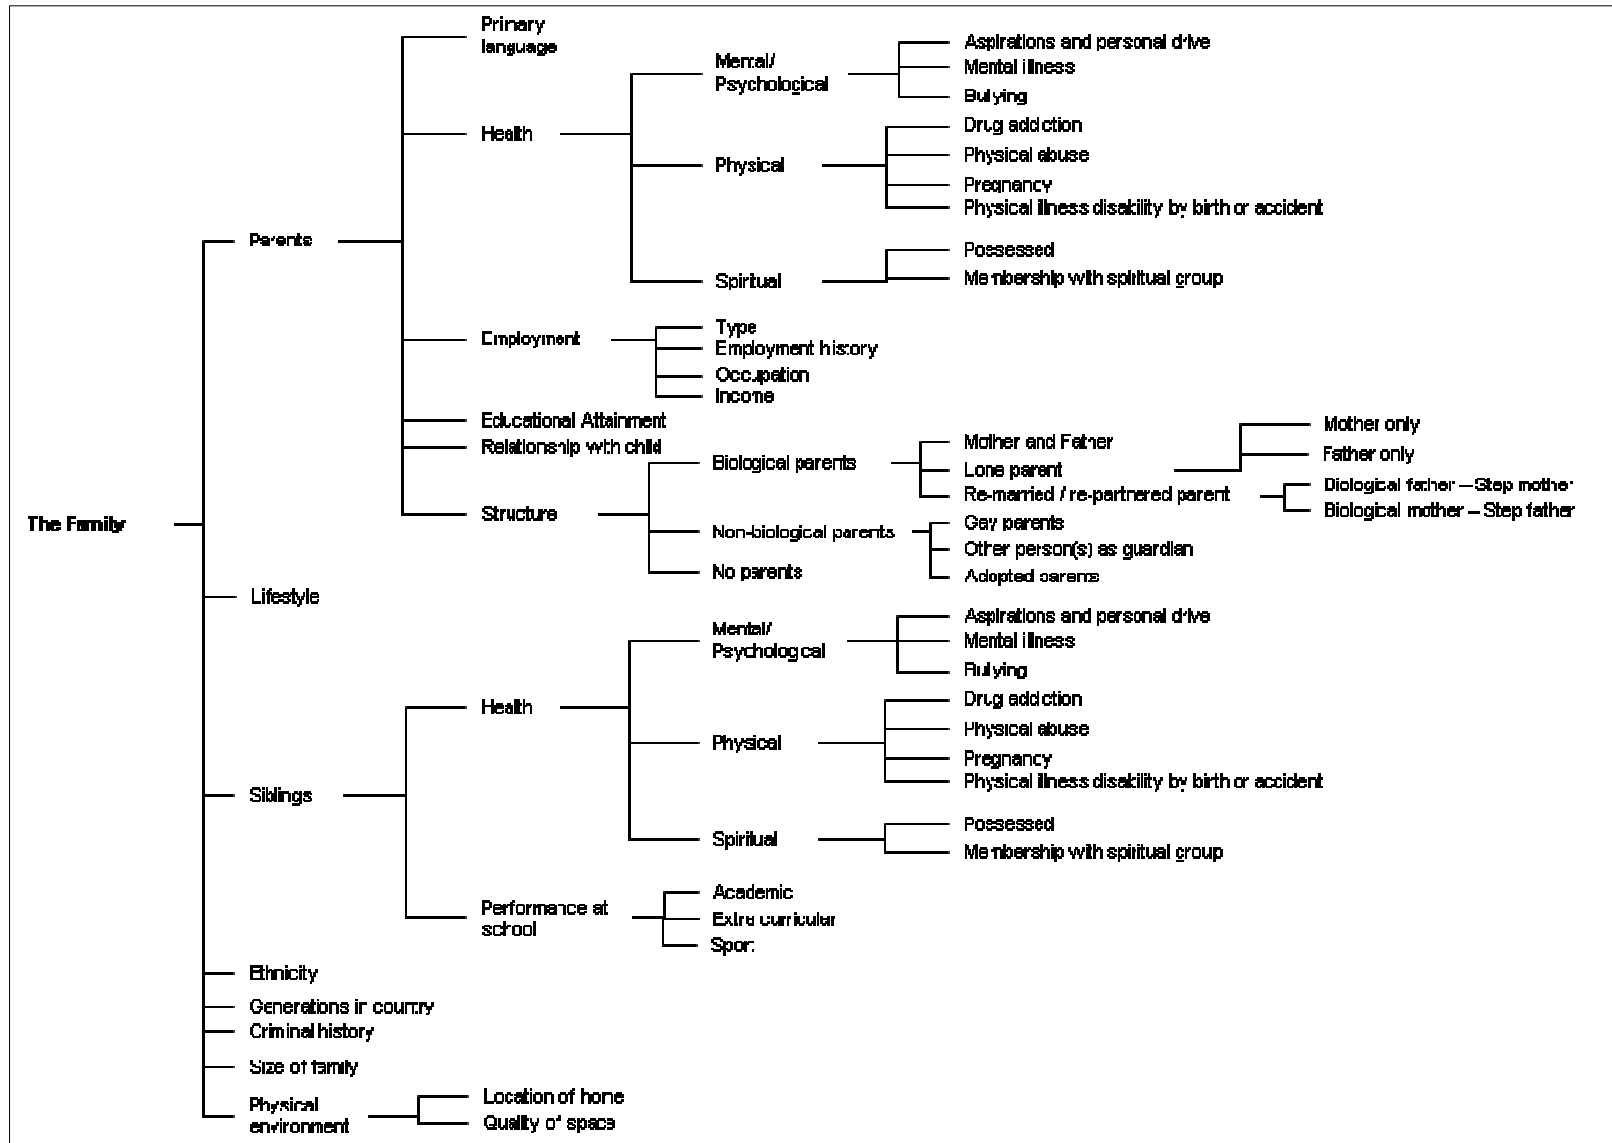 Primary
language
Mental/
Psychological
Aspirations and personal drive
Mental illness
Bullying
Health
Physical
Drug addiction
Physical abuse
Pregnancy
Physical illness disability by birth or accident
Parents
Spiritual
Possessed
Membership with spiritual group
Employment
Type
Employment history
Occupation
Income
Educational Attainment
Relationship with child
Structure
Biological parents
Mother and Father
Lone parent
Mother only
Father only
Re-married / re-partnered parent
Biological father – Step mother
Biological mother – Step father
Non-biological parents
Gay parents
Other person(s) as guardian
Adopted parents
No parents
The Family
Lifestyle
Siblings
Health
Mental/
Psychological
Aspirations and personal drive
Mental illness
Bullying
Physical
Drug addiction
Physical abuse
Pregnancy
Physical illness disability by birth or accident
Spiritual
Possessed
Membership with spiritual group
Performance at
school
Academic
Extra curricular
Sport
Ethnicity
Generations in country
Criminal history
Size of family
Physical
environment
Location of home
Quality of space